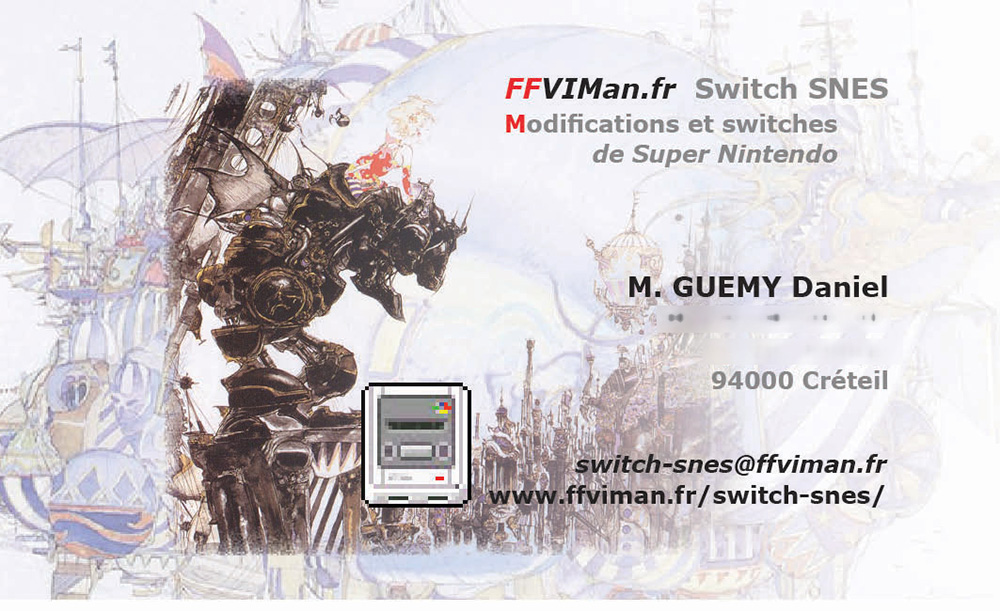 FFVIMan.fr Switch SNES
Modifications et switches
de Super Nintendo
M. GUEMY Daniel
94000 Créteil
switch-snes@ffviman.fr
www.ffviman.fr/switch-snes/